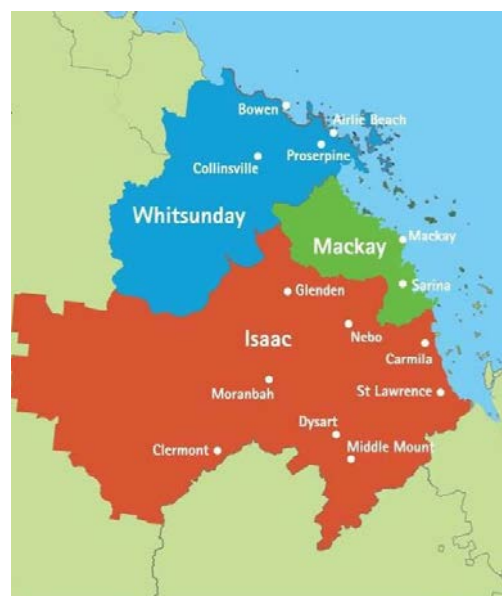 Bowen
Airlie Beach
Proserpine
Collinsville
Whitsunday
Mackay
Mackay
Sarina
Glenden
Nebo
Isaac
Carmila
Moranbah
St Lawrence
Dysart
Clermont
Middle Mount